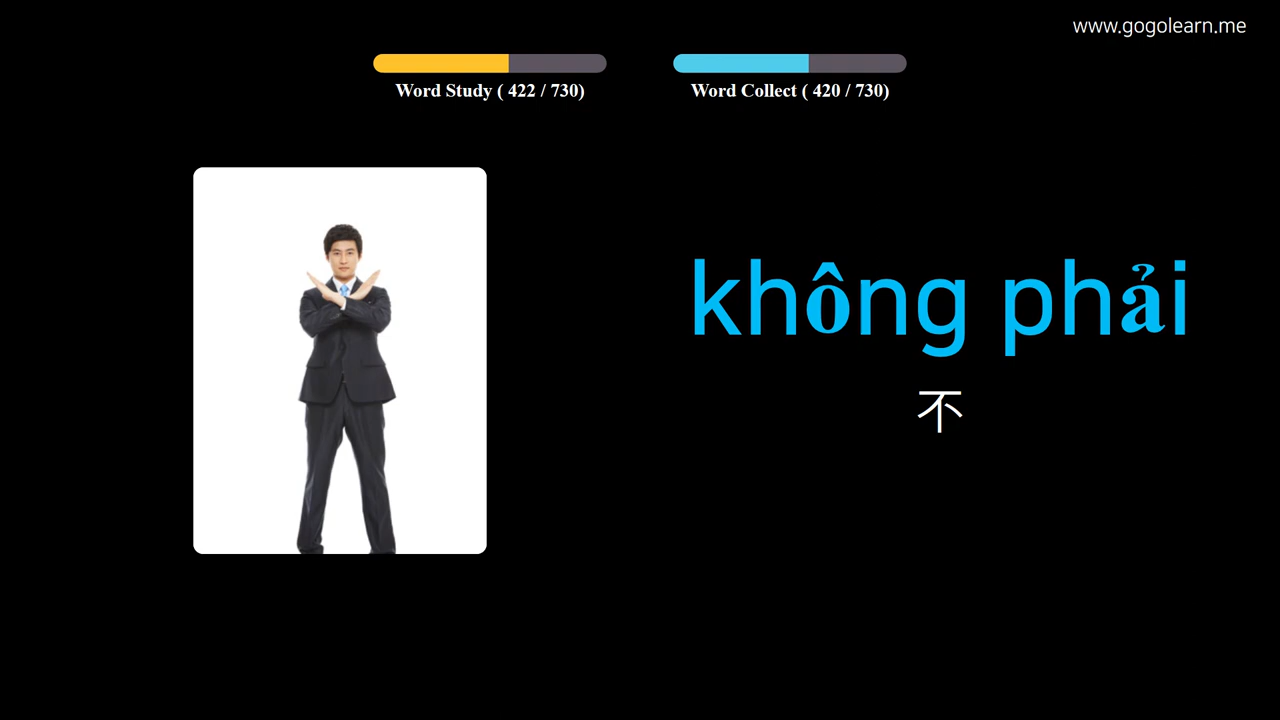 www.gogolearn.me
Word Study ( 422 / 730)
Word Collect ( 420 / 730)
không phải
不